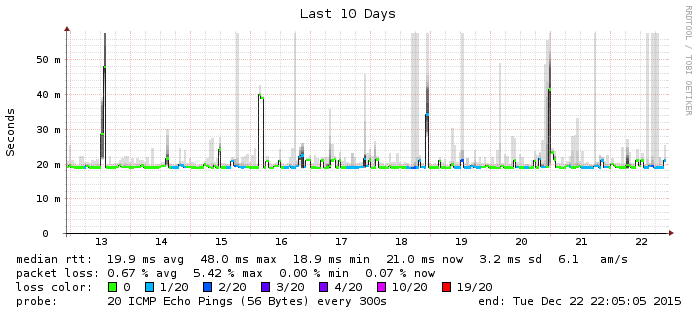 Last 10 Days
RRDTOOL / TOBI OETIKER
Seconds
50 m
40 m
30 m
20 m
10 m
0
13 14 15 16 17 18 19 20 21 22
median rtt: 19.9 ms avg 48.0 ms max 18.9 ms min 21.0 ms now 3.2 ms sd 6.1 am/s
packet loss: 0.67 % avg 5.42 % max 0.00 % min 0.07 % now
loss color: 0 1/20 2/20 3/20 4/20 10/20 19/20
probe: 20 ICMP Echo Pings (56 Bytes) every 300s end: Tue Dec 22 22:05:05 2015